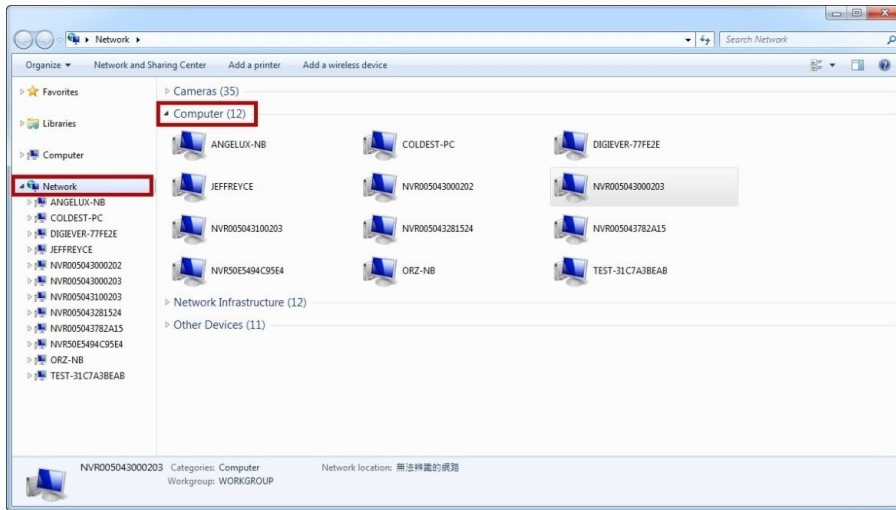 Network
Search Network
Organize
Network and Sharing Center
Add a printer
Add a wireless device
Favorites
Libraries
Computer
Network
ANGELUX-NB
COLDEST-PC
DIGIEVER-77FE2E
JEFFREYCE
NVR005043000202
NVR005043000203
NVR005043100203
NVR005043281524
NVR005043782A15
NVR50E5494C95E4
ORZ-NB
TEST-31C7A3BEAB
Cameras (35)
Computer (12)
ANGELUX-NB
COLDEST-PC
DIGIEVER-77FE2E
JEFFREYCE
NVR005043000202
NVR005043000203
NVR005043100203
NVR005043281524
NVR005043782A15
NVR50E5494C95E4
ORZ-NB
TEST-31C7A3BEAB
Network Infrastructure (12)
Other Devices (11)
NVR005043000203 Categories: Computer
Network location: 無法辨識的網路
Workgroup: WORKGROUP